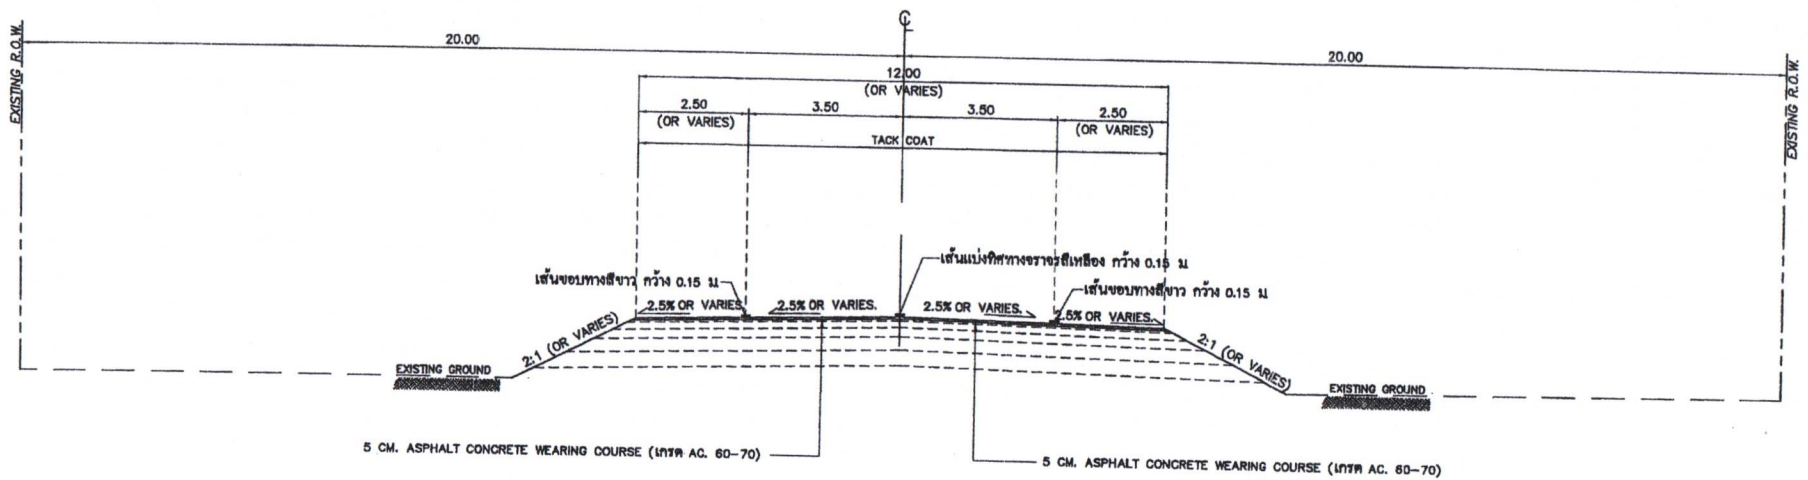 ℄
20.00
20.00
EXISTING R.O.W.
EXISTING R.O.W.
12.00
(OR VARIES)
2.50
(OR VARIES)
3.50
3.50
2.50
(OR VARIES)
TACK COAT
เส้นแบ่งทิศทางจราจรสีเหลือง กว้าง 0.15 ม
เส้นขอบทางสีขาว กว้าง 0.15 ม
เส้นขอบทางสีขาว กว้าง 0.15 ม
2.5% OR VARIES
2.5% OR VARIES.
2.5% OR VARIES.
2.5% OR VARIES.
2:1 (OR VARIES)
2:1 (OR VARIES)
EXISTING GROUND
EXISTING GROUND
5 CM. ASPHALT CONCRETE WEARING COURSE (เกรด AC. 60-70)
5 CM. ASPHALT CONCRETE WEARING COURSE (เกรด AC. 60-70)